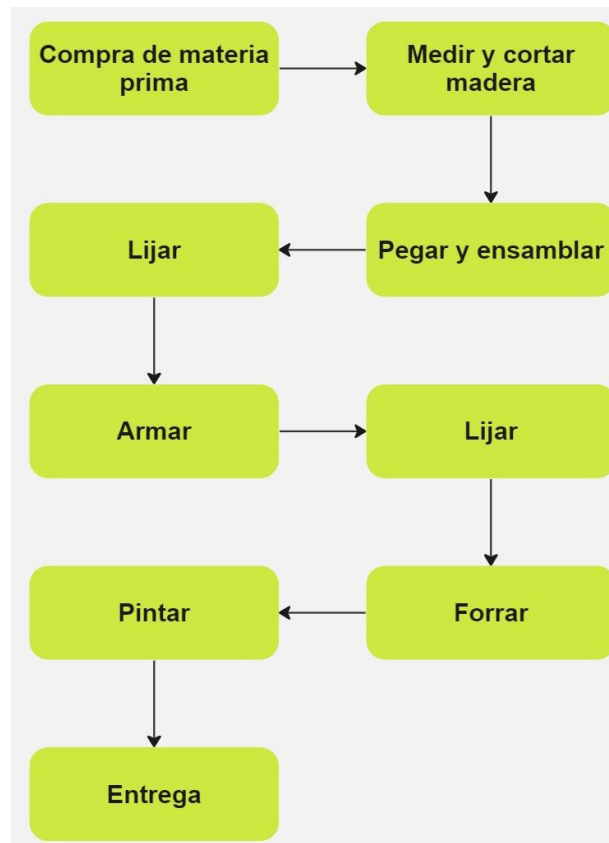 Compra de materia
prima
Medir y cortar
madera
Pegar y ensamblar
Lijar
Armar
Lijar
Forrar
Pintar
Entrega